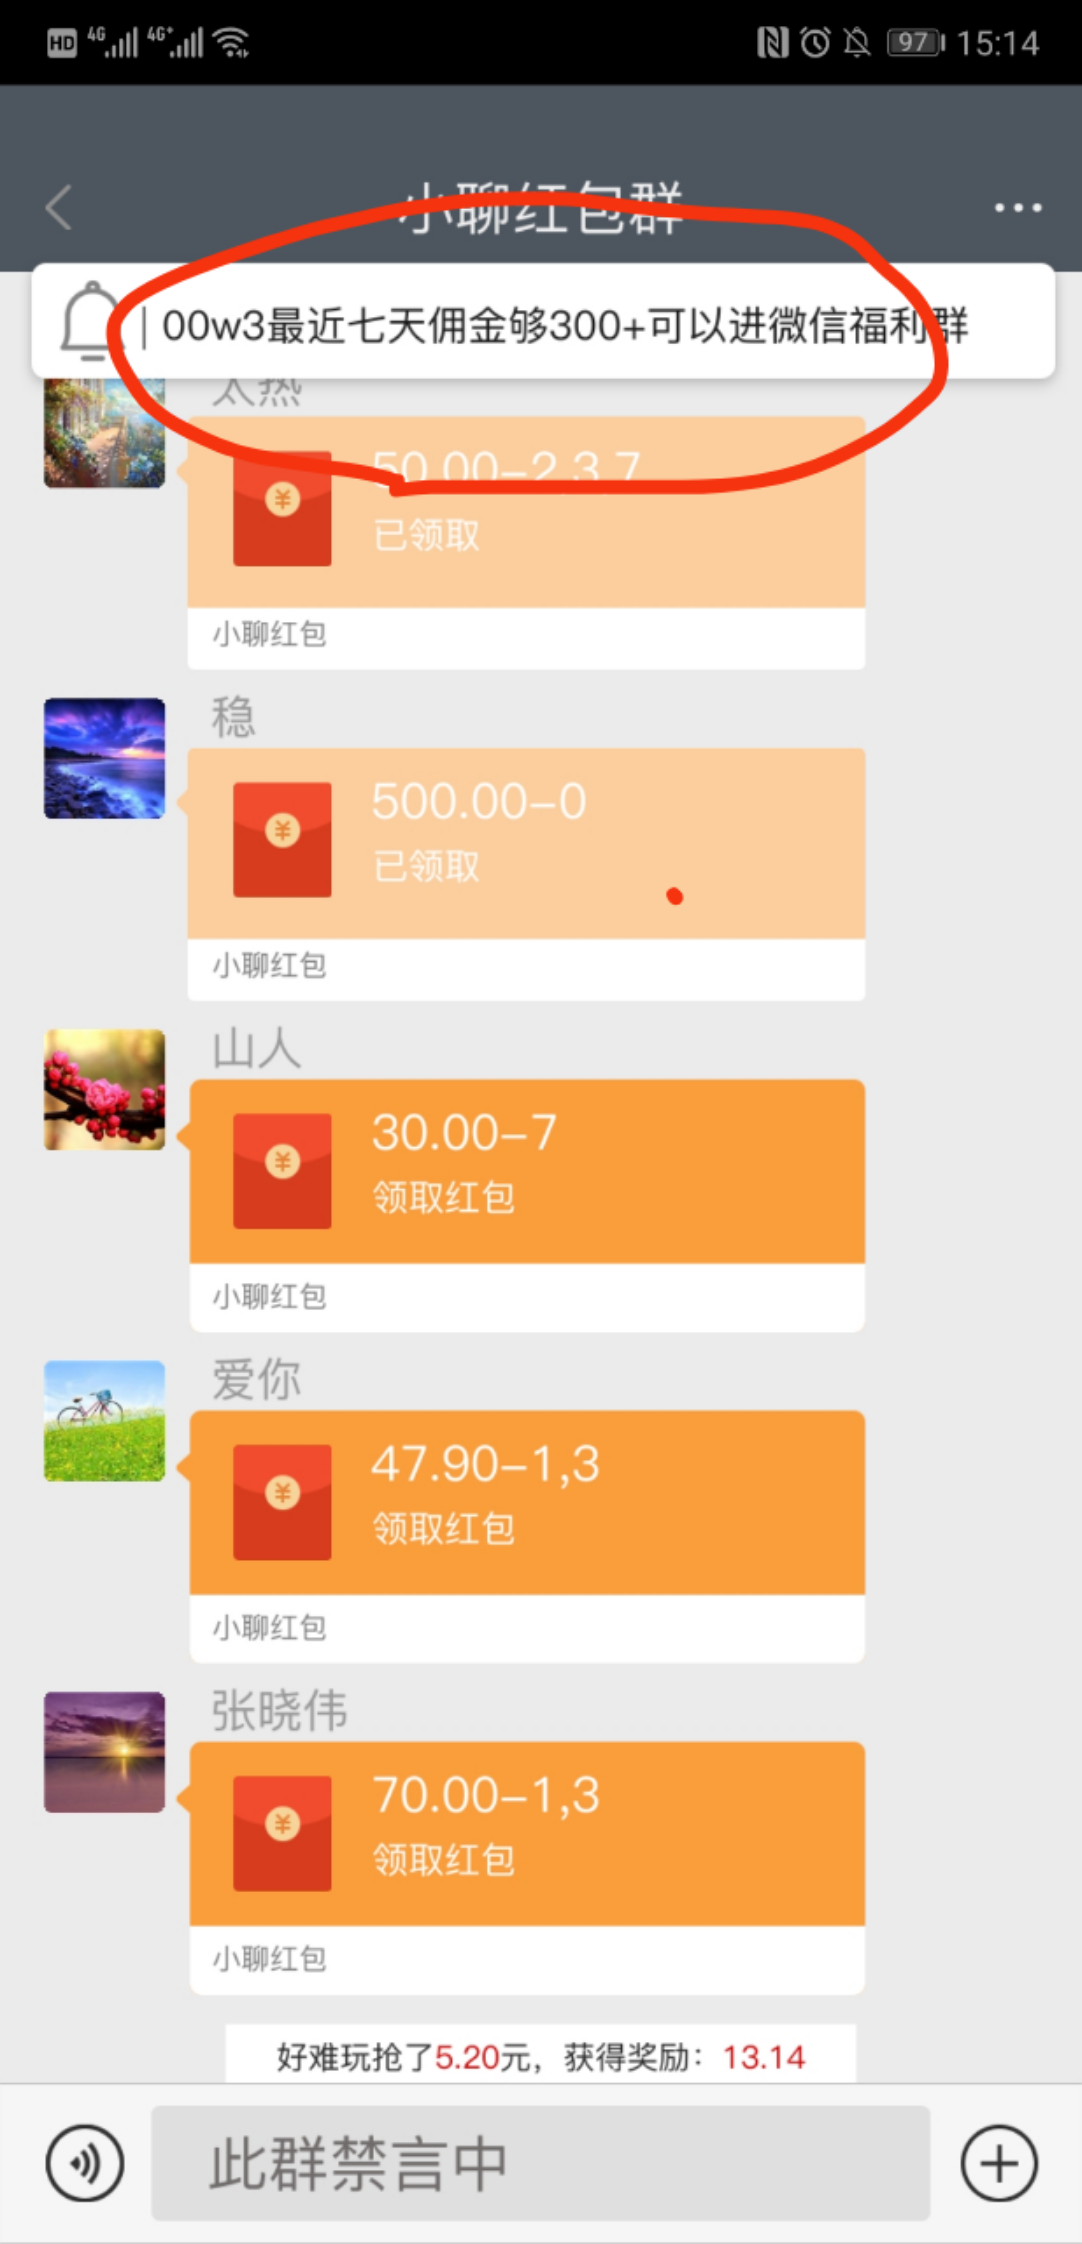 HD 4G 4G+ 97 15:14
小聊红包群
00w3最近七天佣金够300+可以进微信福利群
太热
50.00-2,3,7
已领取
小聊红包
稳
500.00-0
已领取
小聊红包
山人
30.00-7
领取红包
小聊红包
爱你
47.90-1,3
领取红包
小聊红包
张晓伟
70.00-1,3
领取红包
小聊红包
好难玩抢了5.20元，获得奖励：13.14
此群禁言中